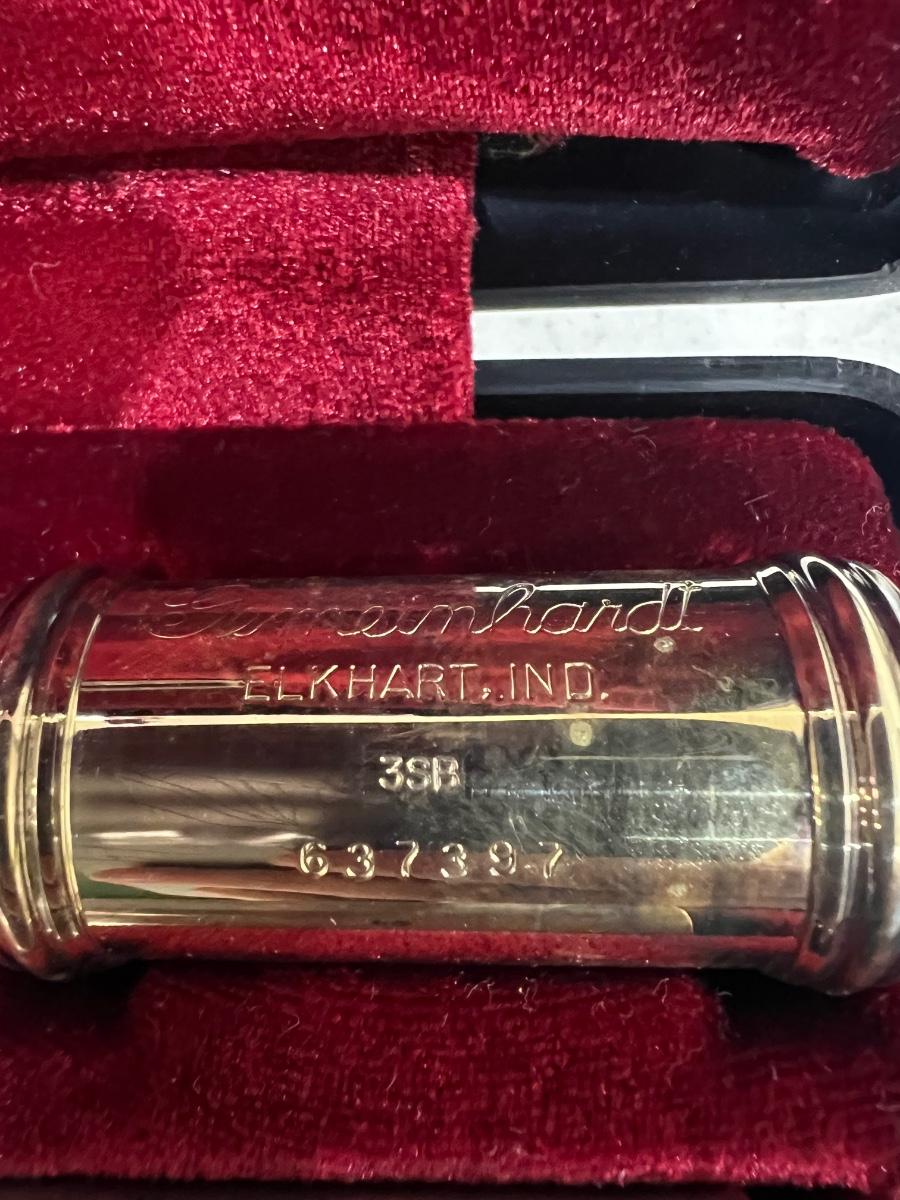 Gemeinhardt
ELKHART, IND.
3SB
637397